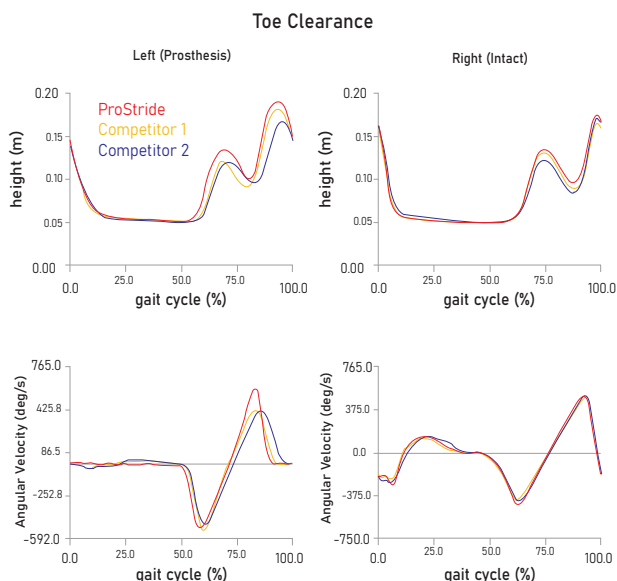 Toe Clearance
Left (Prosthesis)
Right (Intact)
height (m)
0.20
0.15
0.10
0.05
0.00
ProStride
Competitor 1
Competitor 2
0.0 25.0 50.0 75.0 100.0
gait cycle (%)
height (m)
0.20
0.15
0.10
0.05
0.00
0.0 25.0 50.0 75.0 100.0
gait cycle (%)
Angular Velocity (deg/s)
765.0
425.8
86.5
-252.8
-592.0
0.0 25.0 50.0 75.0 100.0
gait cycle (%)
Angular Velocity (deg/s)
750.0
375.0
0.0
-375.0
-750.0
0.0 25.0 50.0 75.0 100.0
gait cycle (%)